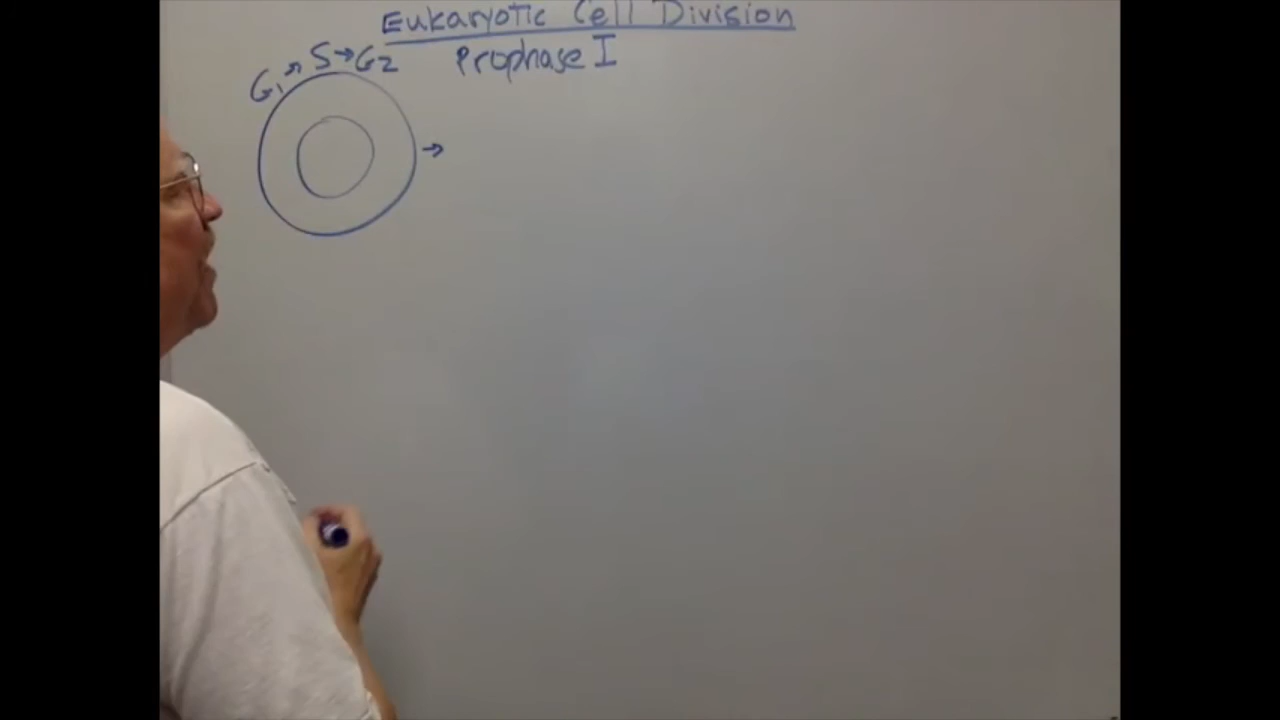 Eukaryotic Cell Division
G1 → S → G2 Prophase I
→